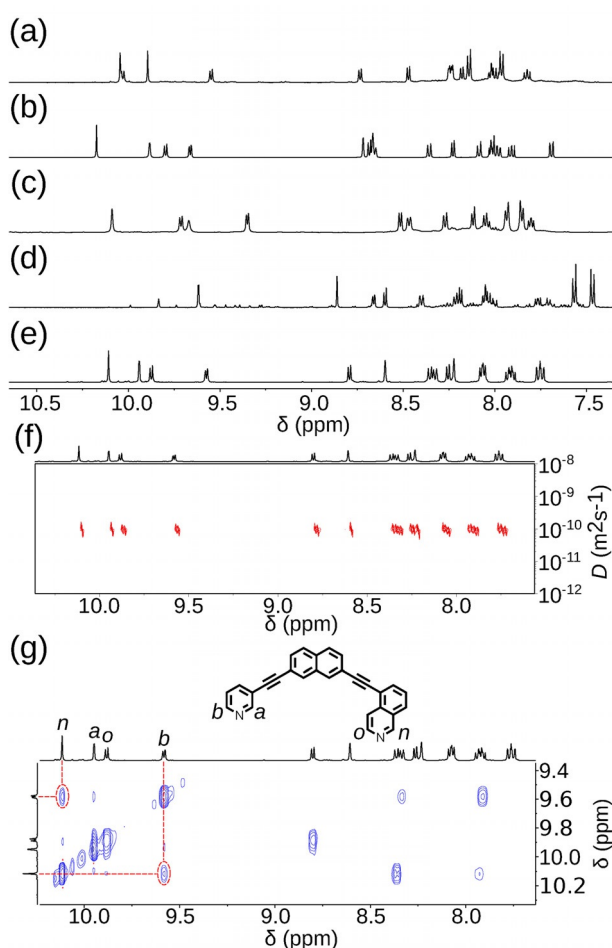 (a)
(b)
(c)
(d)
(e)
10.5 10.0 9.5 9.0 8.5 8.0 7.5
δ (ppm)
(f)
10-8
10-9
10-10
10-11
10-12
D (m2s-1)
10.0 9.5 9.0 8.5 8.0
δ (ppm)
(g)
b N a
o N n
n a o b
9.4
9.6
9.8
10.0
10.2
δ (ppm)
10.0 9.5 9.0 8.5 8.0
δ (ppm)